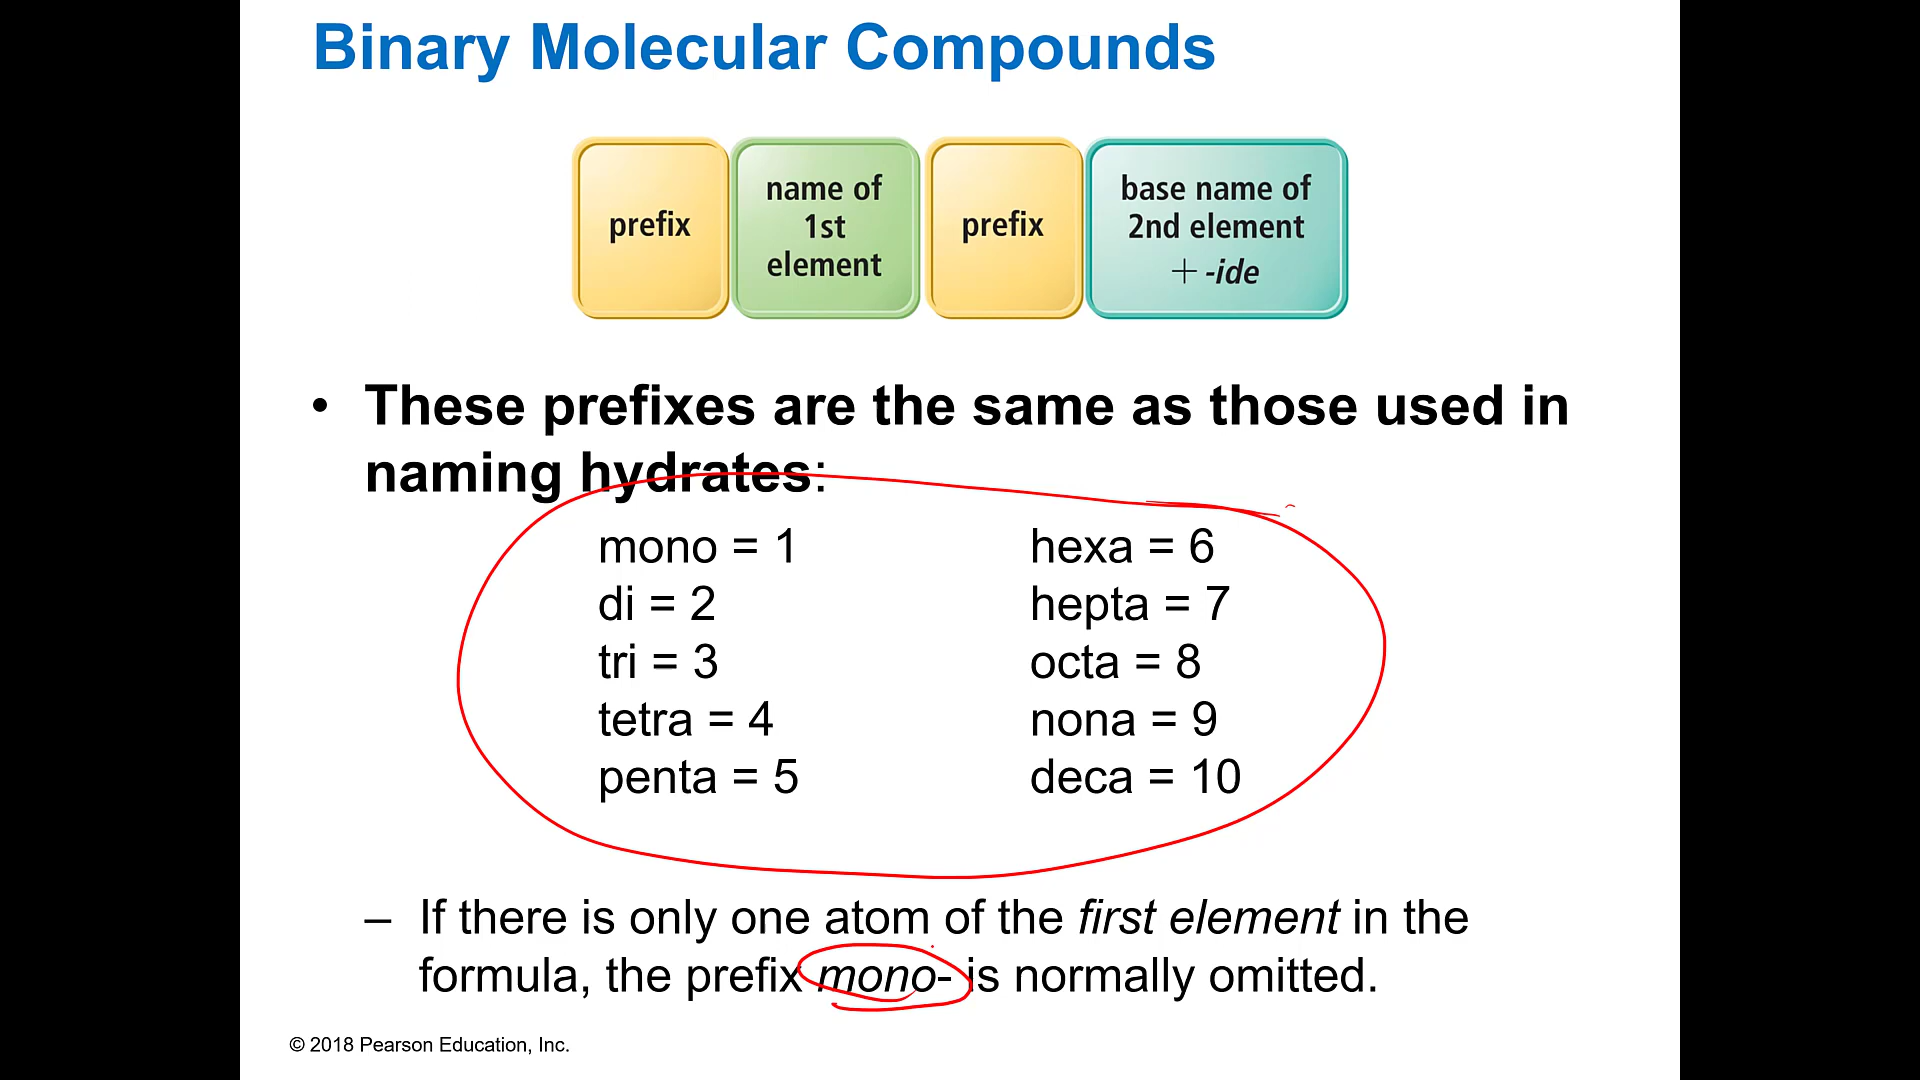 Binary Molecular Compounds
prefix
name of
1st
element
prefix
base name of
2nd element
+ -ide
• These prefixes are the same as those used in
naming hydrates:
mono = 1
di = 2
tri = 3
tetra = 4
penta = 5
hexa = 6
hepta = 7
octa = 8
nona = 9
deca = 10
– If there is only one atom of the first element in the
formula, the prefix mono- is normally omitted.
© 2018 Pearson Education, Inc.